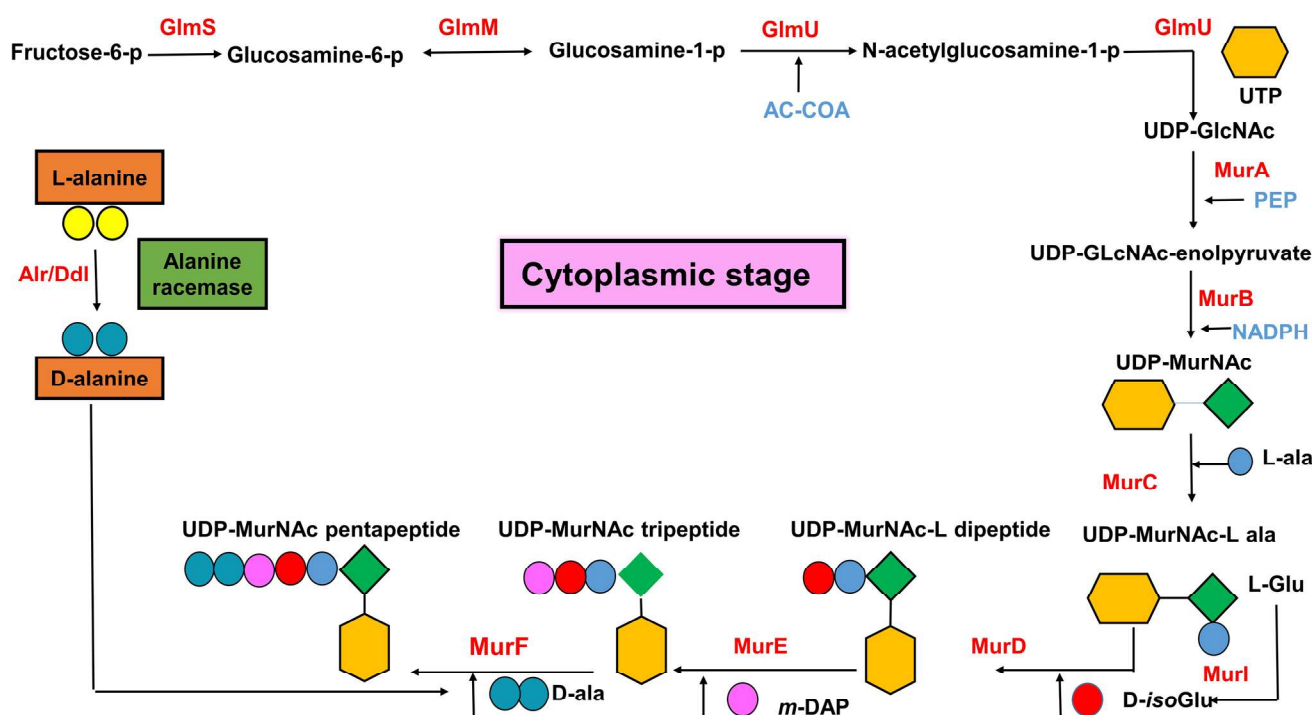 GlmS
GlmM
GlmU
GlmU
Fructose-6-p
Glucosamine-6-p
Glucosamine-1-p
N-acetylglucosamine-1-p
UTP
AC-COA
UDP-GlcNAc
L-alanine
MurA
PEP
Alr/Ddl
Alanine
racemase
Cytoplasmic stage
UDP-GLcNAc-enolpyruvate
MurB
NADPH
D-alanine
UDP-MurNAc
L-ala
MurC
UDP-MurNAc pentapeptide
UDP-MurNAc tripeptide
UDP-MurNAc-L dipeptide
UDP-MurNAc-L ala
L-Glu
MurF
MurE
MurD
MurI
D-ala
m-DAP
D-isoGlu